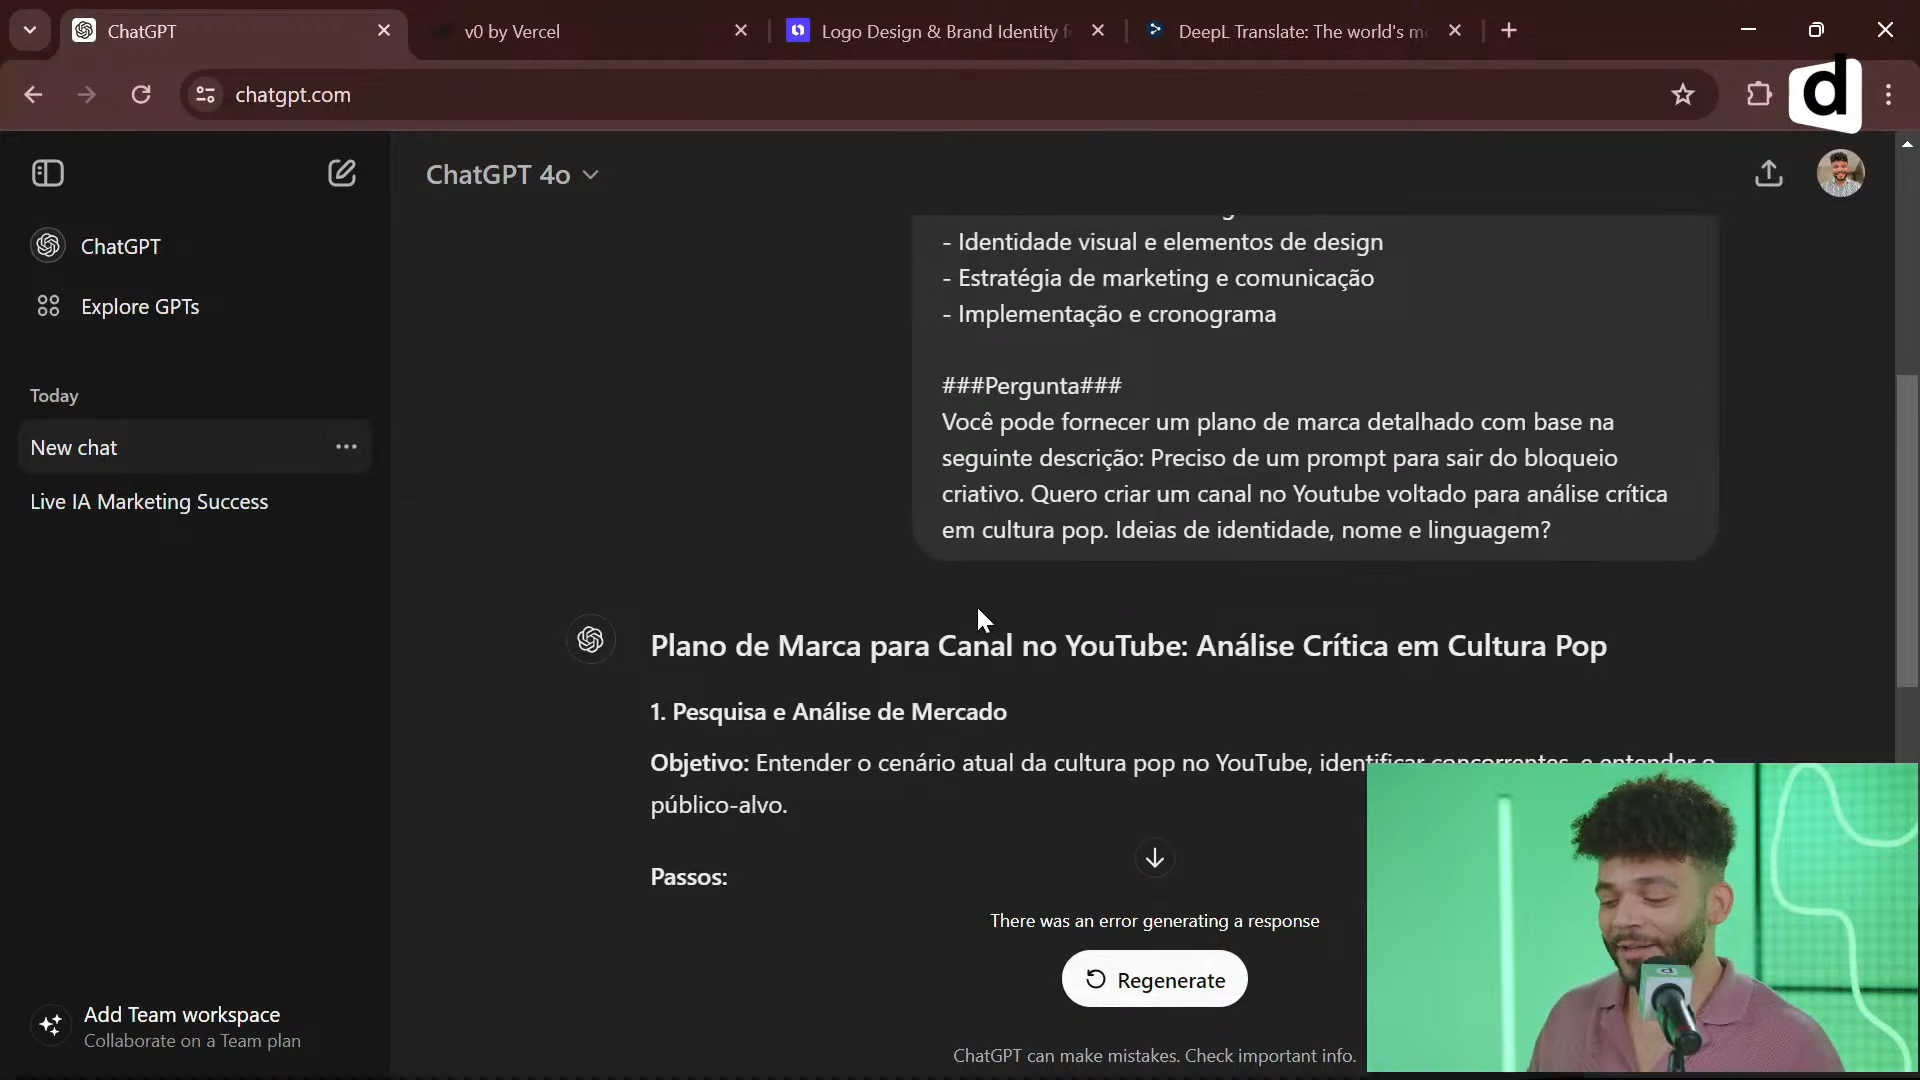 ChatGPT
v0 by Vercel
Logo Design & Brand Identity f
DeepL Translate: The world's m
chatgpt.com
d
ChatGPT 4o
ChatGPT
Explore GPTs
Today
New chat
Live IA Marketing Success
- Identidade visual e elementos de design
- Estratégia de marketing e comunicação
- Implementação e cronograma
###Pergunta###
Você pode fornecer um plano de marca detalhado com base na
seguinte descrição: Preciso de um prompt para sair do bloqueio
criativo. Quero criar um canal no Youtube voltado para análise crítica
em cultura pop. Ideias de identidade, nome e linguagem?
Plano de Marca para Canal no YouTube: Análise Crítica em Cultura Pop
1. Pesquisa e Análise de Mercado
Objetivo: Entender o cenário atual da cultura pop no YouTube, identificar concorrentes, e entender o
público-alvo.
Passos:
There was an error generating a response
Regenerate
ChatGPT can make mistakes. Check important info.
Add Team workspace
Collaborate on a Team plan